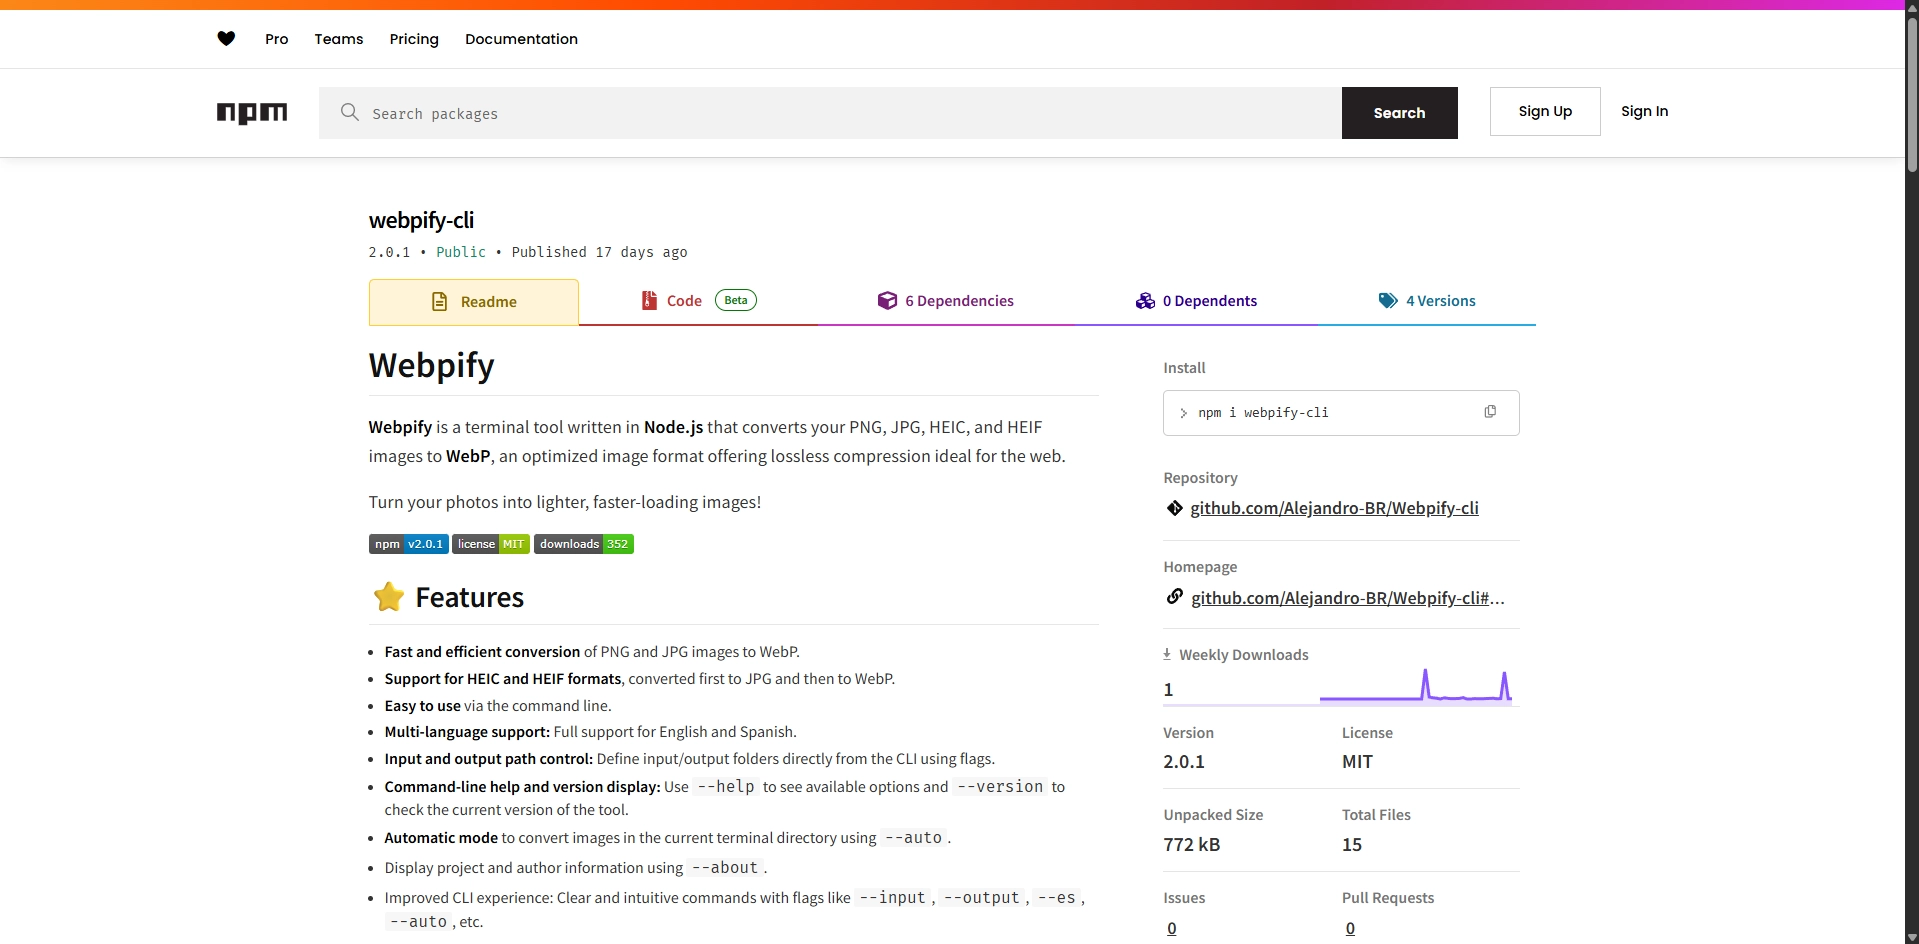 Pro Teams Pricing Documentation
npm
Search packages
Search
Sign Up
Sign In
webpify-cli
2.0.1 • Public • Published 17 days ago
Readme
Code Beta
6 Dependencies
0 Dependents
4 Versions
Webpify
Webpify is a terminal tool written in Node.js that converts your PNG, JPG, HEIC, and HEIF
images to WebP, an optimized image format offering lossless compression ideal for the web.
Turn your photos into lighter, faster-loading images!
npm v2.0.1 license MIT downloads 352
⭐ Features
• Fast and efficient conversion of PNG and JPG images to WebP.
• Support for HEIC and HEIF formats, converted first to JPG and then to WebP.
• Easy to use via the command line.
• Multi-language support: Full support for English and Spanish.
• Input and output path control: Define input/output folders directly from the CLI using flags.
• Command-line help and version display: Use --help to see available options and --version to
check the current version of the tool.
• Automatic mode to convert images in the current terminal directory using --auto.
• Display project and author information using --about.
• Improved CLI experience: Clear and intuitive commands with flags like --input, --output, --es,
--auto, etc.
Install
> npm i webpify-cli
Repository
github.com/Alejandro-BR/Webpify-cli
Homepage
github.com/Alejandro-BR/Webpify-cli#...
Weekly Downloads
1
Version License
2.0.1 MIT
Unpacked Size Total Files
772 kB 15
Issues Pull Requests
0 0